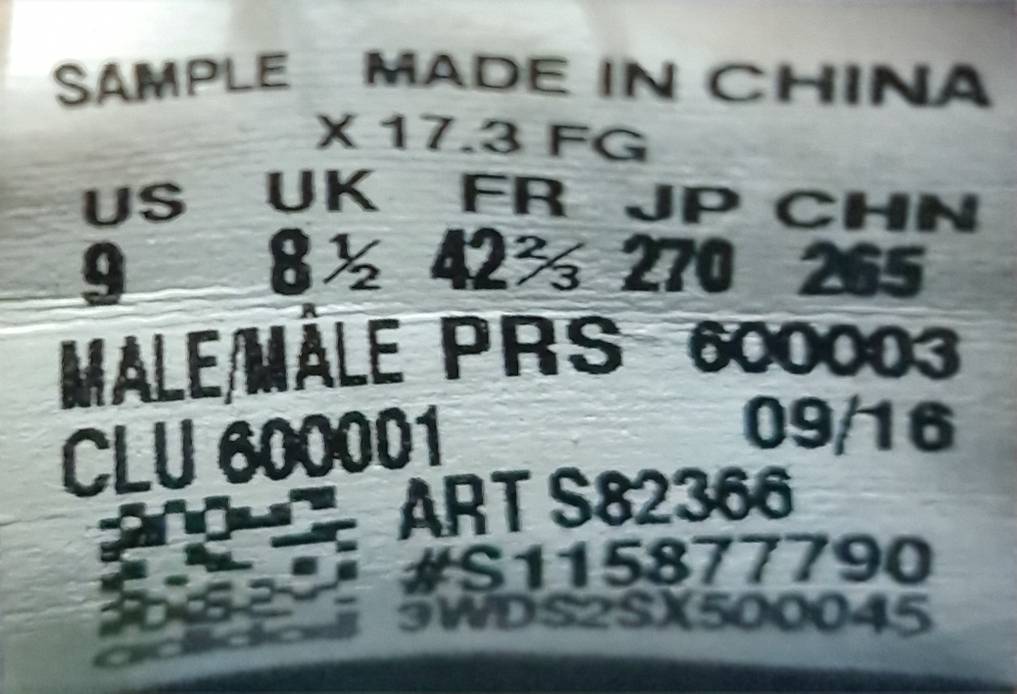 SAMPLE MADE IN CHINA
X 17.3 FG
US UK FR JP CHN
9 8½ 42⅔ 270 265
MALE/MÂLE PRS 600003
CLU 600001 09/16
ART S82366
#S115877790
3WDS2SX500045
adidas